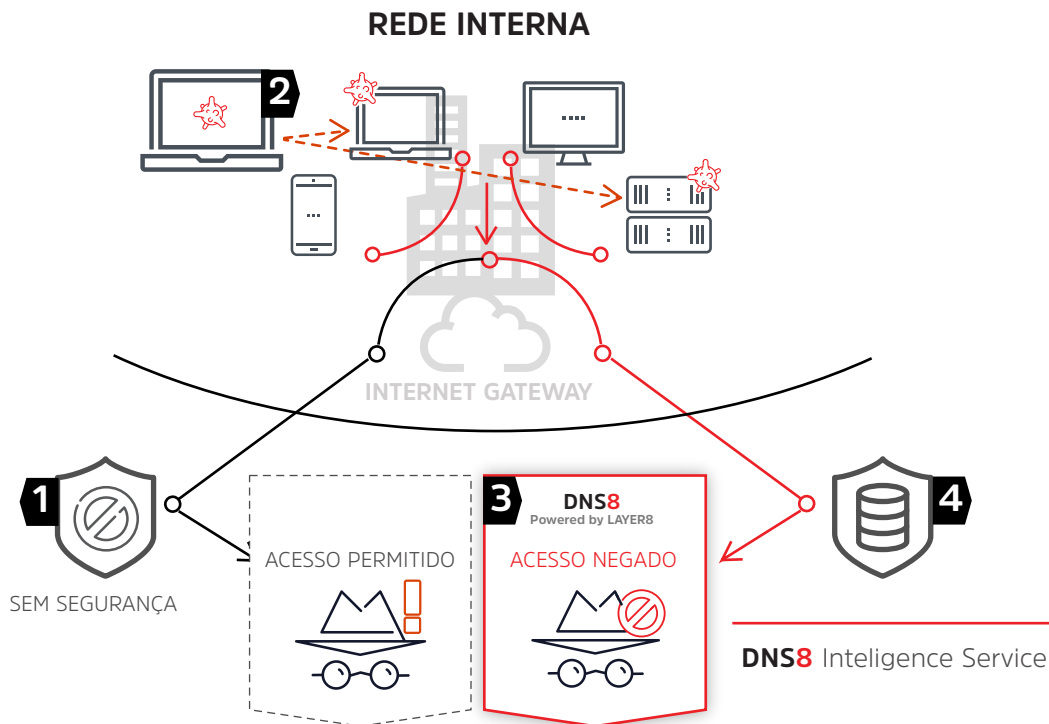 REDE INTERNA
2
INTERNET GATEWAY
1
SEM SEGURANÇA
ACESSO PERMITIDO
3
DNS8
Powered by LAYER8
ACESSO NEGADO
4
DNS8 Inteligence Service